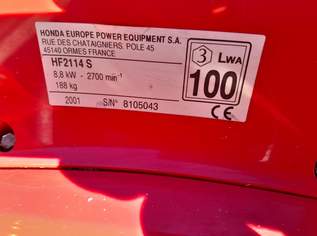 HONDA EUROPE POWER EQUIPMENT S.A.
RUE DES CHATAIGNIERS. POLE 45
45140 ORMES FRANCE
HF2114 S
8,8 kW - 2700 min⁻¹
188 kg
2001 S/N° 8105043
3 LWA
100
CE